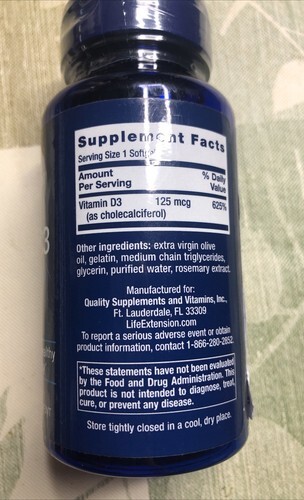 Supplement Facts
Serving Size 1 Softgel
Amount % Daily
Per Serving Value
Vitamin D3 125 mcg 625%
(as cholecalciferol)
Other ingredients: extra virgin olive
oil, gelatin, medium chain triglycerides,
glycerin, purified water, rosemary extract.
Manufactured for:
Quality Supplements and Vitamins, Inc.,
Ft. Lauderdale, FL 33309
LifeExtension.com
To report a serious adverse event or obtain
product information, contact 1-866-280-2852.
*These statements have not been evaluated
by the Food and Drug Administration. This
product is not intended to diagnose, treat,
cure, or prevent any disease.
Store tightly closed in a cool, dry place.
3